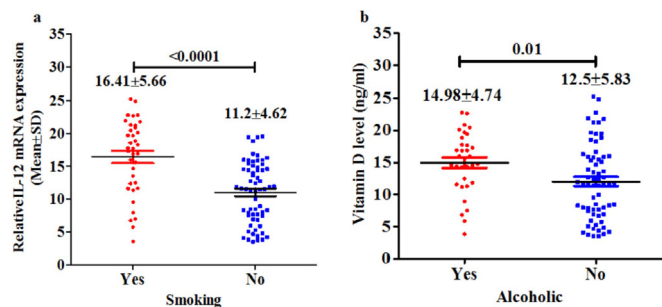 a
<0.0001
16.41±5.66
11.2±4.62
RelativeIL-12 mRNA expression
(Mean±SD)
35
30
25
20
15
10
5
0
Yes
No
Smoking
b
0.01
14.98±4.74
12.5±5.83
Vitamin D level (ng/ml)
35
30
25
20
15
10
5
0
Yes
No
Alcoholic